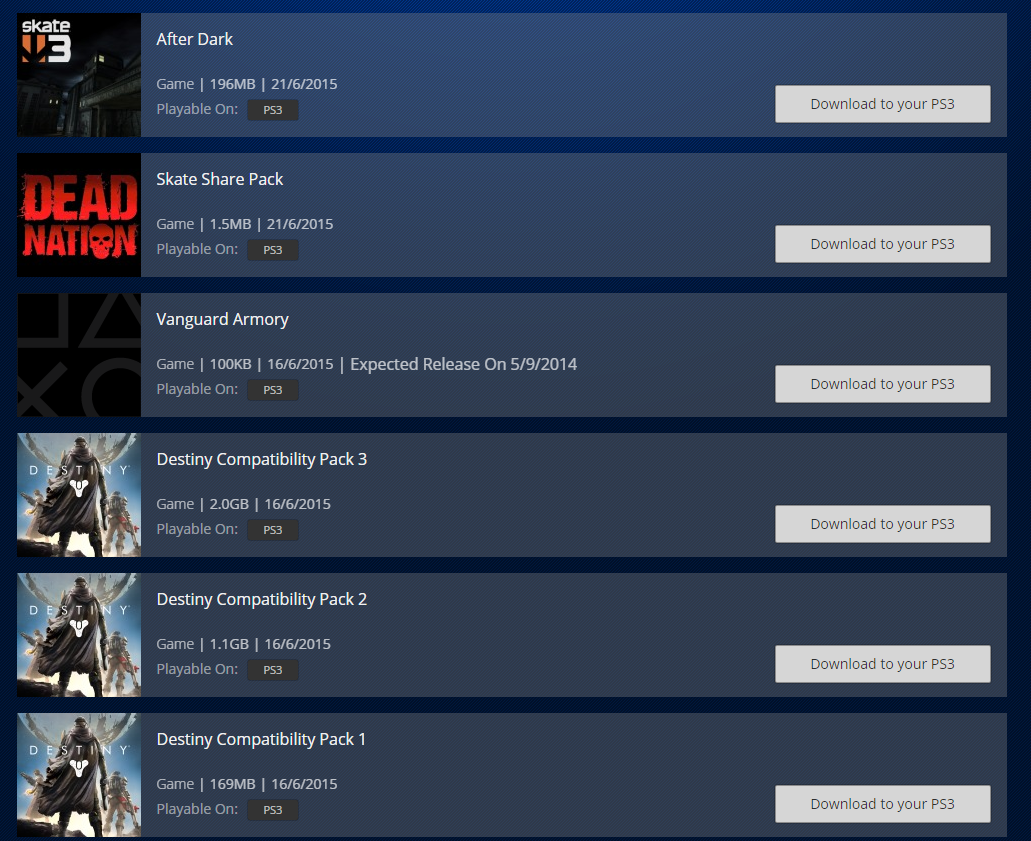 skate
3
After Dark
Game | 196MB | 21/6/2015
Playable On: PS3
Download to your PS3
DEAD
NATION
Skate Share Pack
Game | 1.5MB | 21/6/2015
Playable On: PS3
Download to your PS3
Vanguard Armory
Game | 100KB | 16/6/2015 | Expected Release On 5/9/2014
Playable On: PS3
Download to your PS3
DESTINY
Destiny Compatibility Pack 3
Game | 2.0GB | 16/6/2015
Playable On: PS3
Download to your PS3
DESTINY
Destiny Compatibility Pack 2
Game | 1.1GB | 16/6/2015
Playable On: PS3
Download to your PS3
DESTINY
Destiny Compatibility Pack 1
Game | 169MB | 16/6/2015
Playable On: PS3
Download to your PS3